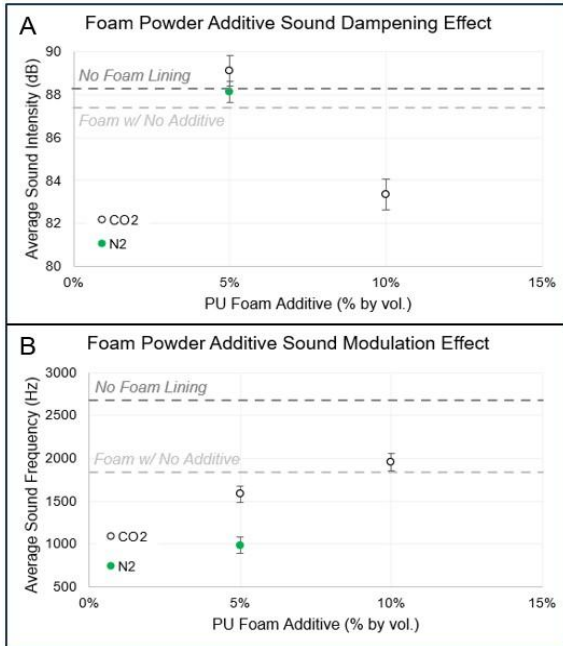 A
Foam Powder Additive Sound Dampening Effect
Average Sound Intensity (dB)
90
88
86
84
82
80
No Foam Lining
Foam w/ No Additive
CO2
N2
0%
5%
10%
15%
PU Foam Additive (% by vol.)
B
Foam Powder Additive Sound Modulation Effect
Average Sound Frequency (Hz)
3000
2500
2000
1500
1000
500
No Foam Lining
Foam w/ No Additive
CO2
N2
0%
5%
10%
15%
PU Foam Additive (% by vol.)